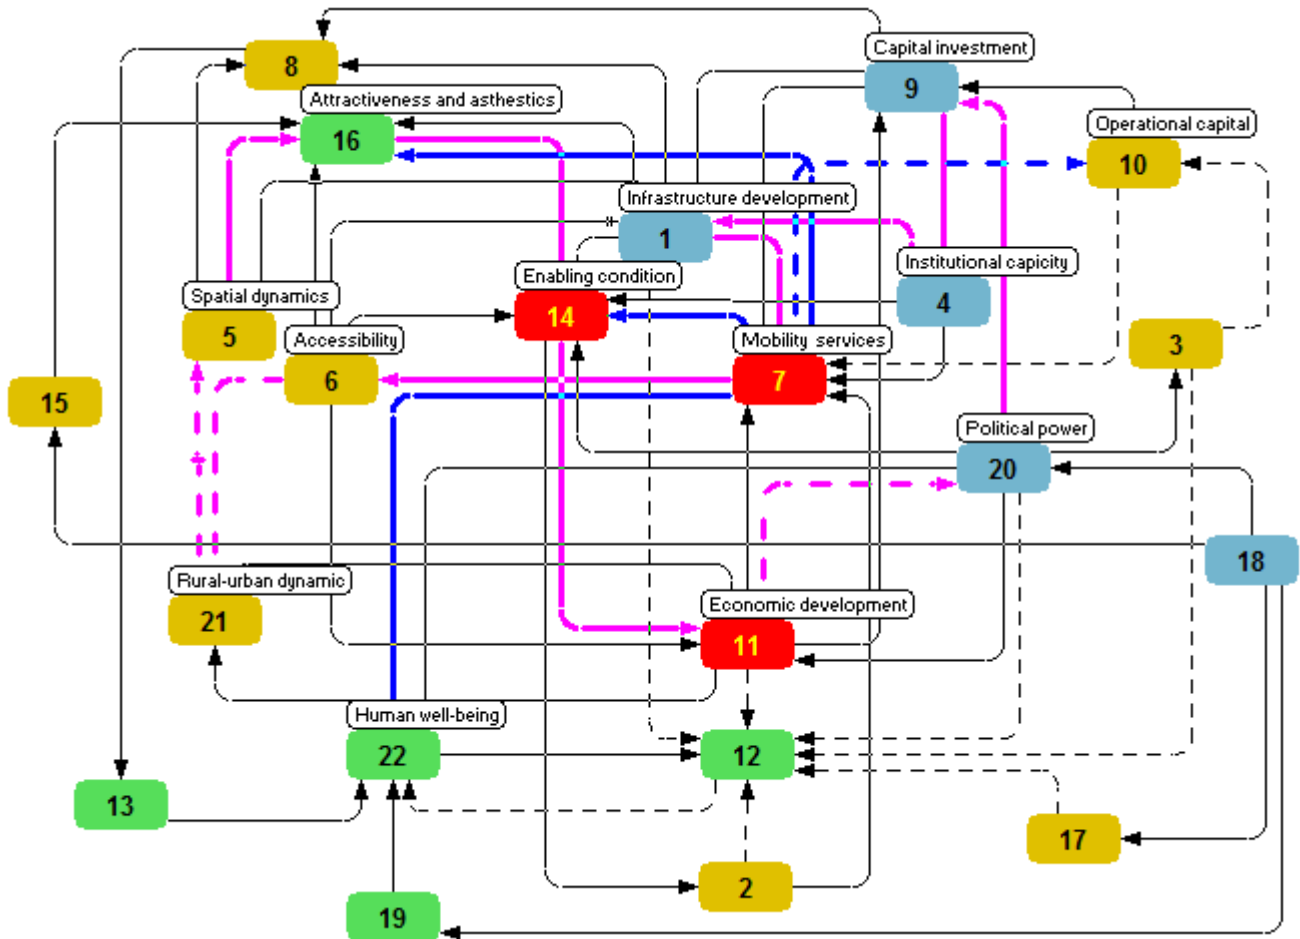 Capital investment
8
9
Attractiveness and asthestics
Operational capital
16
10
Infrastructure development
1
Enabling condition
Institutional capicity
Spatial dynamics
14
4
5
Accessibility
Mobility services
3
6
7
15
Political power
20
18
Rural-urban dynamic
Economic development
21
11
Human well-being
22
12
13
17
2
19